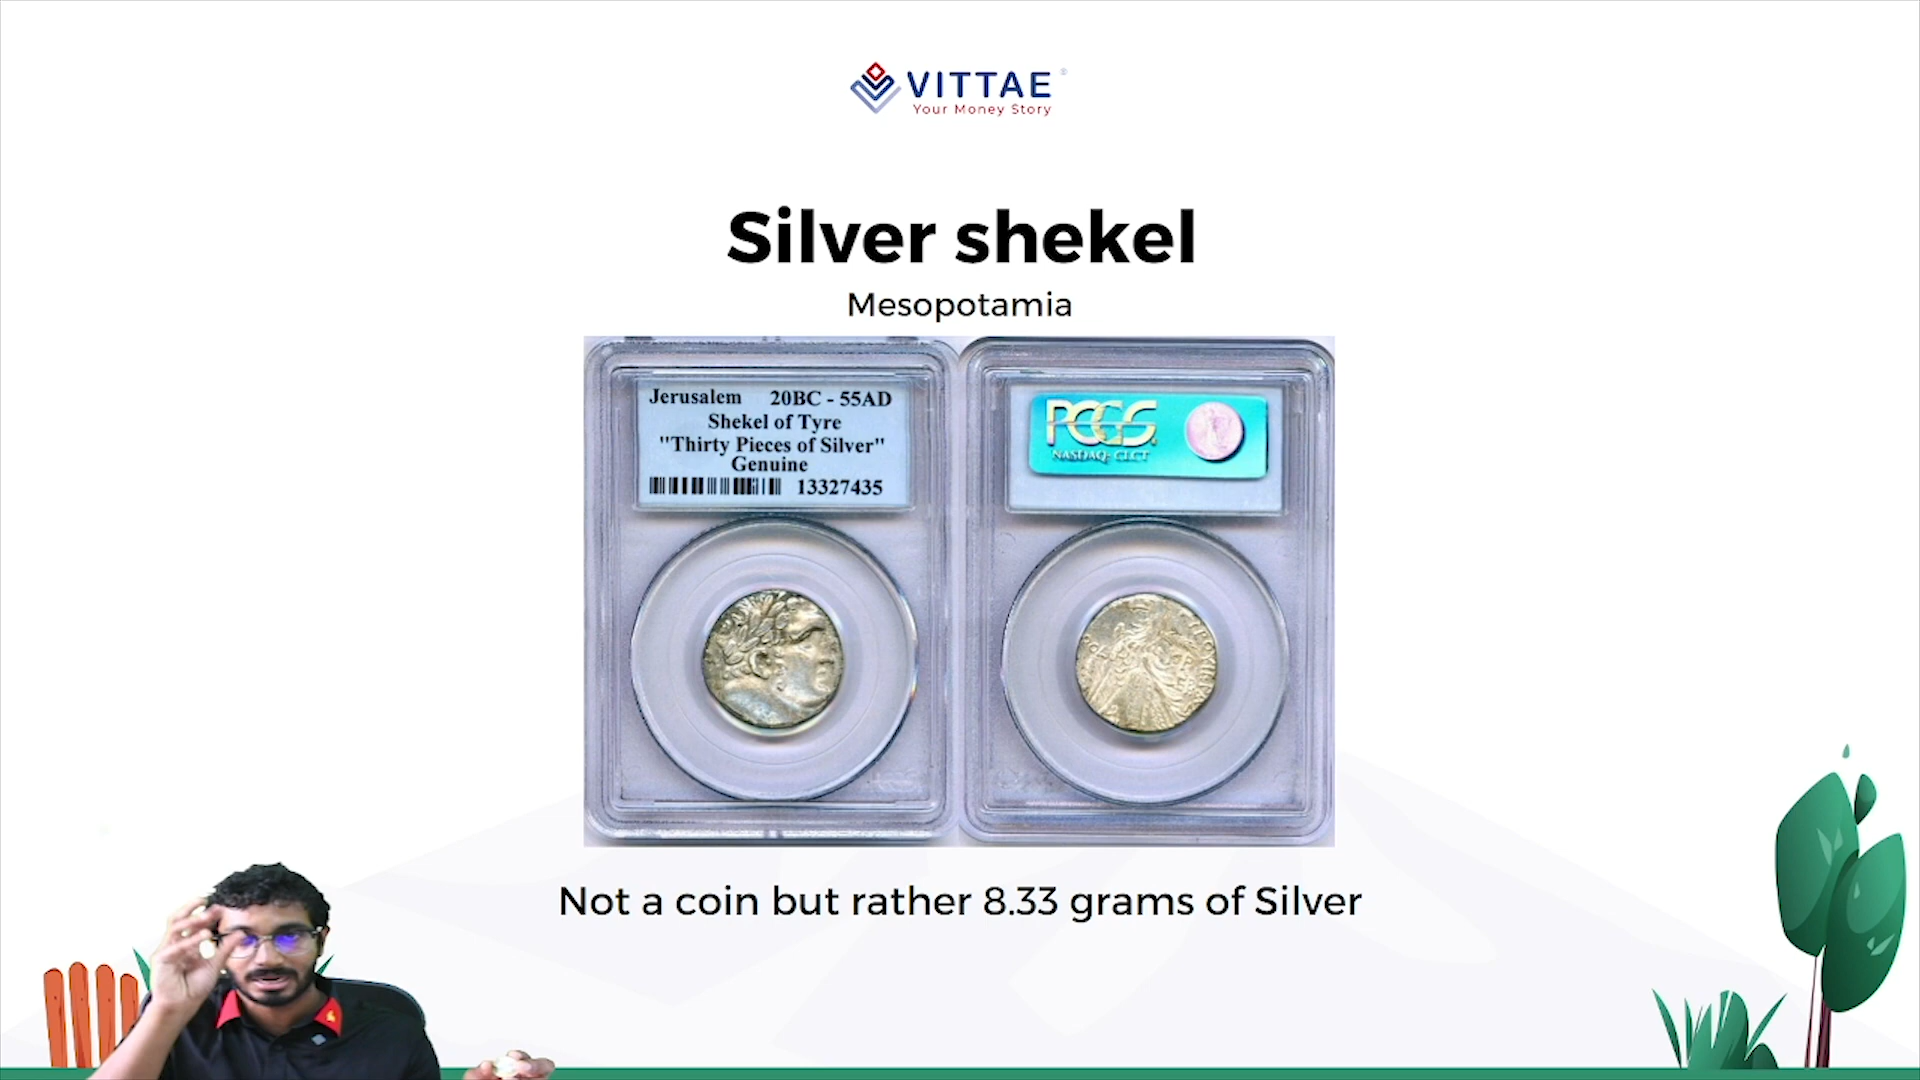 VITTAE®
Your Money Story
Silver shekel
Mesopotamia
Jerusalem 20BC - 55AD
Shekel of Tyre
"Thirty Pieces of Silver"
Genuine
13327435
PCGS
NASDAQ: CLCT
Not a coin but rather 8.33 grams of Silver